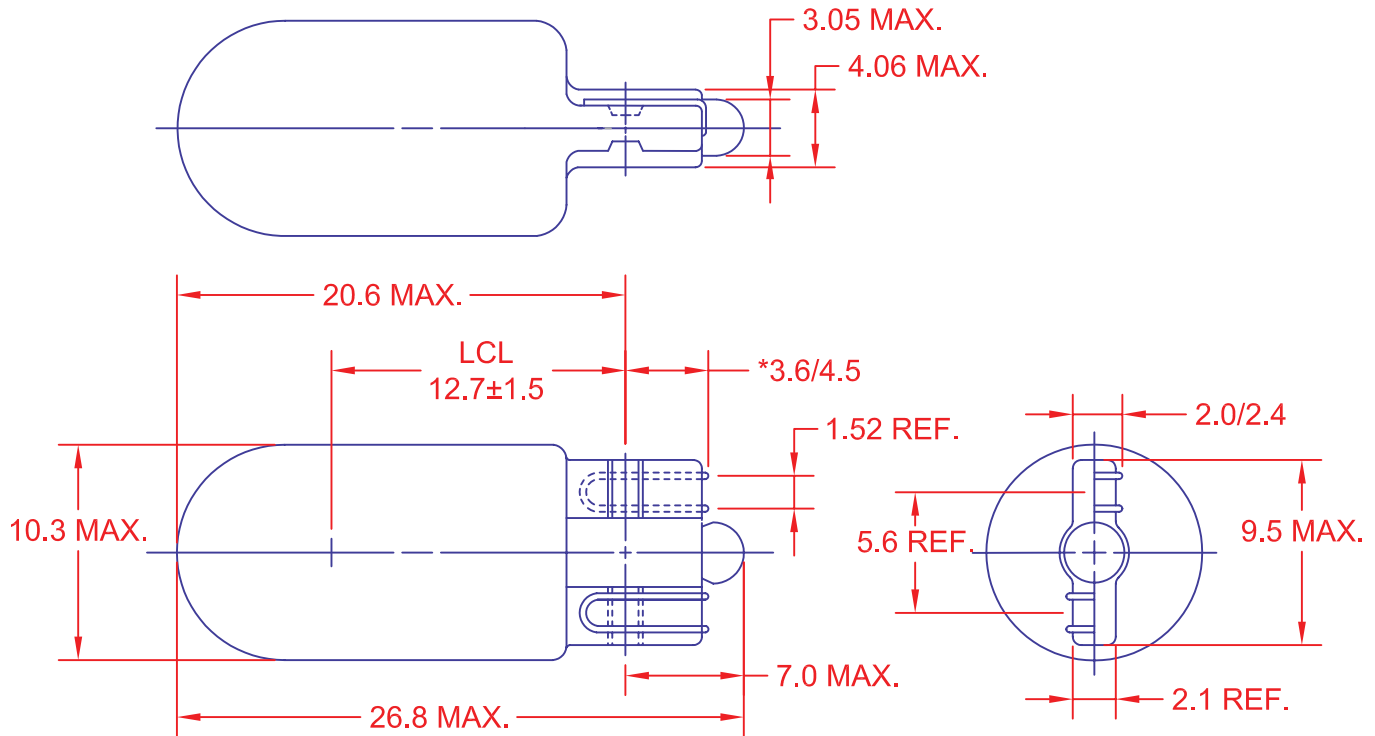 3.05 MAX.
4.06 MAX.
20.6 MAX.
LCL
12.7±1.5
*3.6/4.5
1.52 REF.
2.0/2.4
10.3 MAX.
5.6 REF.
9.5 MAX.
7.0 MAX.
2.1 REF.
26.8 MAX.